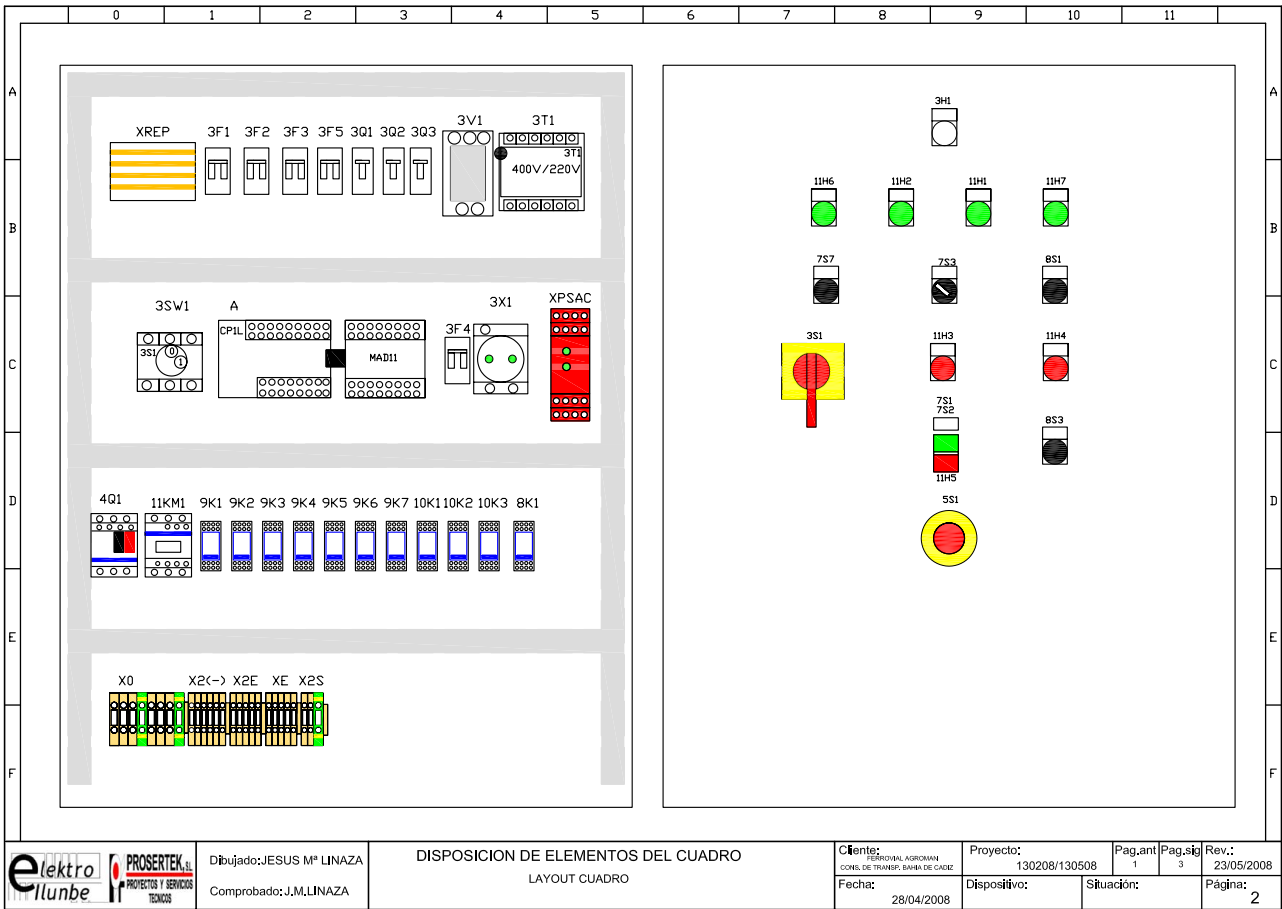 0 1 2 3 4 5 6 7 8 9 10 11
A A
B B
C C
D D
E E
F F
XREP 3F1 3F2 3F3 3F5 3Q1 3Q2 3Q3 3V1 3T1
3T1
400V/220V
3SW1 A 3F4 3X1 XPSAC
3S1 0 1
CP1L
MAD11
4Q1 11KM1 9K1 9K2 9K3 9K4 9K5 9K6 9K7 10K1 10K2 10K3 8K1
X0 X2(-) X2E XE X2S
3H1
11H6 11H2 11H1 11H7
7S7 7S3 8S1
3S1 11H3 11H4
7S1
7S2
8S3
11H5
5S1
elektro
Ilunbe
PROSERTEK, S.L.
PROYECTOS Y SERVICIOS
TECNICOS
Dibujado: JESUS Mª LINAZA
Comprobado: J.M.LINAZA
DISPOSICION DE ELEMENTOS DEL CUADRO
LAYOUT CUADRO
Cliente:
FERROVIAL AGROMAN
CONS. DE TRANSP. BAHIA DE CADIZ
Fecha:
28/04/2008
Proyecto:
130208/130508
Dispositivo:
Pag.ant
1
Pag.sig
3
Situación:
Rev.:
23/05/2008
Página:
2